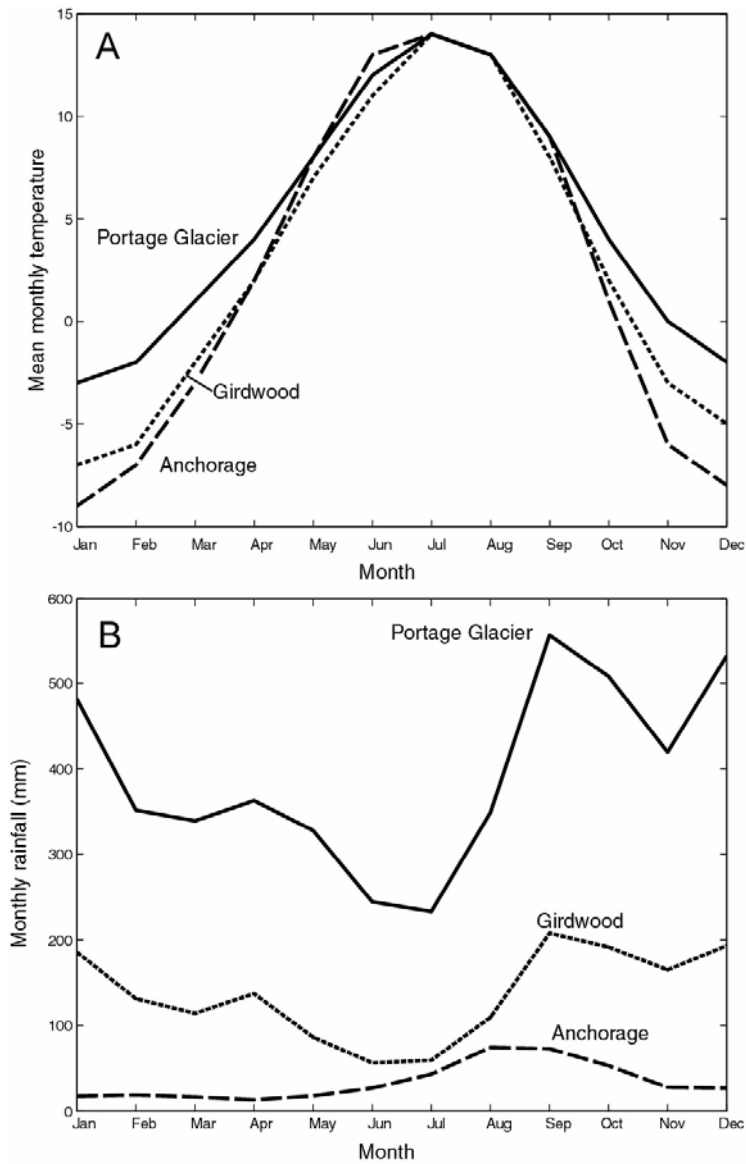 A
15
10
5
0
-5
-10
Mean monthly temperature
Portage Glacier
Girdwood
Anchorage
Jan Feb Mar Apr May Jun Jul Aug Sep Oct Nov Dec
Month
B
600
500
400
300
200
100
0
Monthly rainfall (mm)
Portage Glacier
Girdwood
Anchorage
Jan Feb Mar Apr May Jun Jul Aug Sep Oct Nov Dec
Month